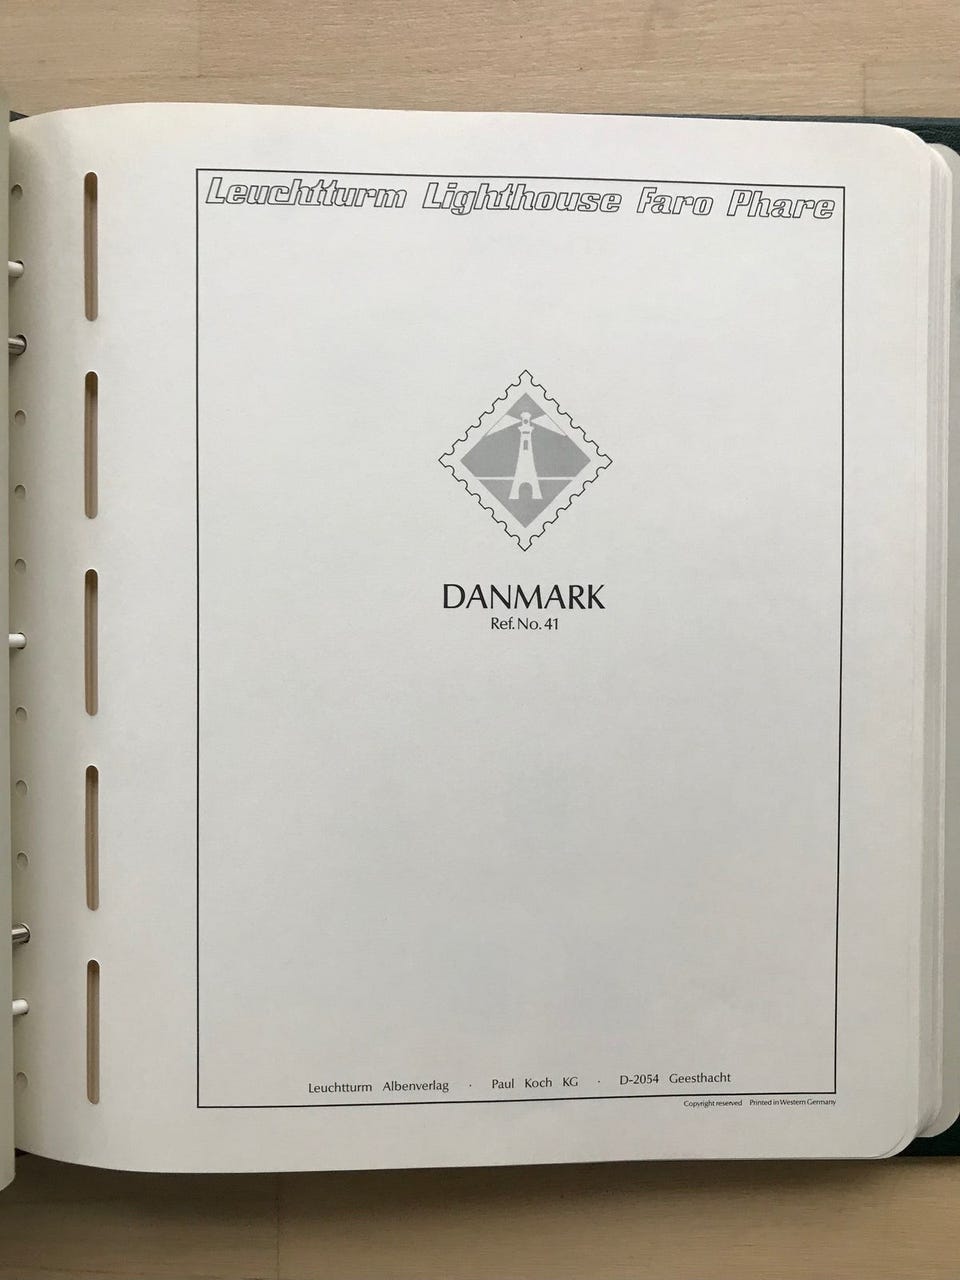 Leuchtturm Lighthouse Faro Phare
DANMARK
Ref. No. 41
Leuchtturm Albenverlag · Paul Koch KG · D-2054 Geesthacht
Copyright reserved Printed in Western Germany